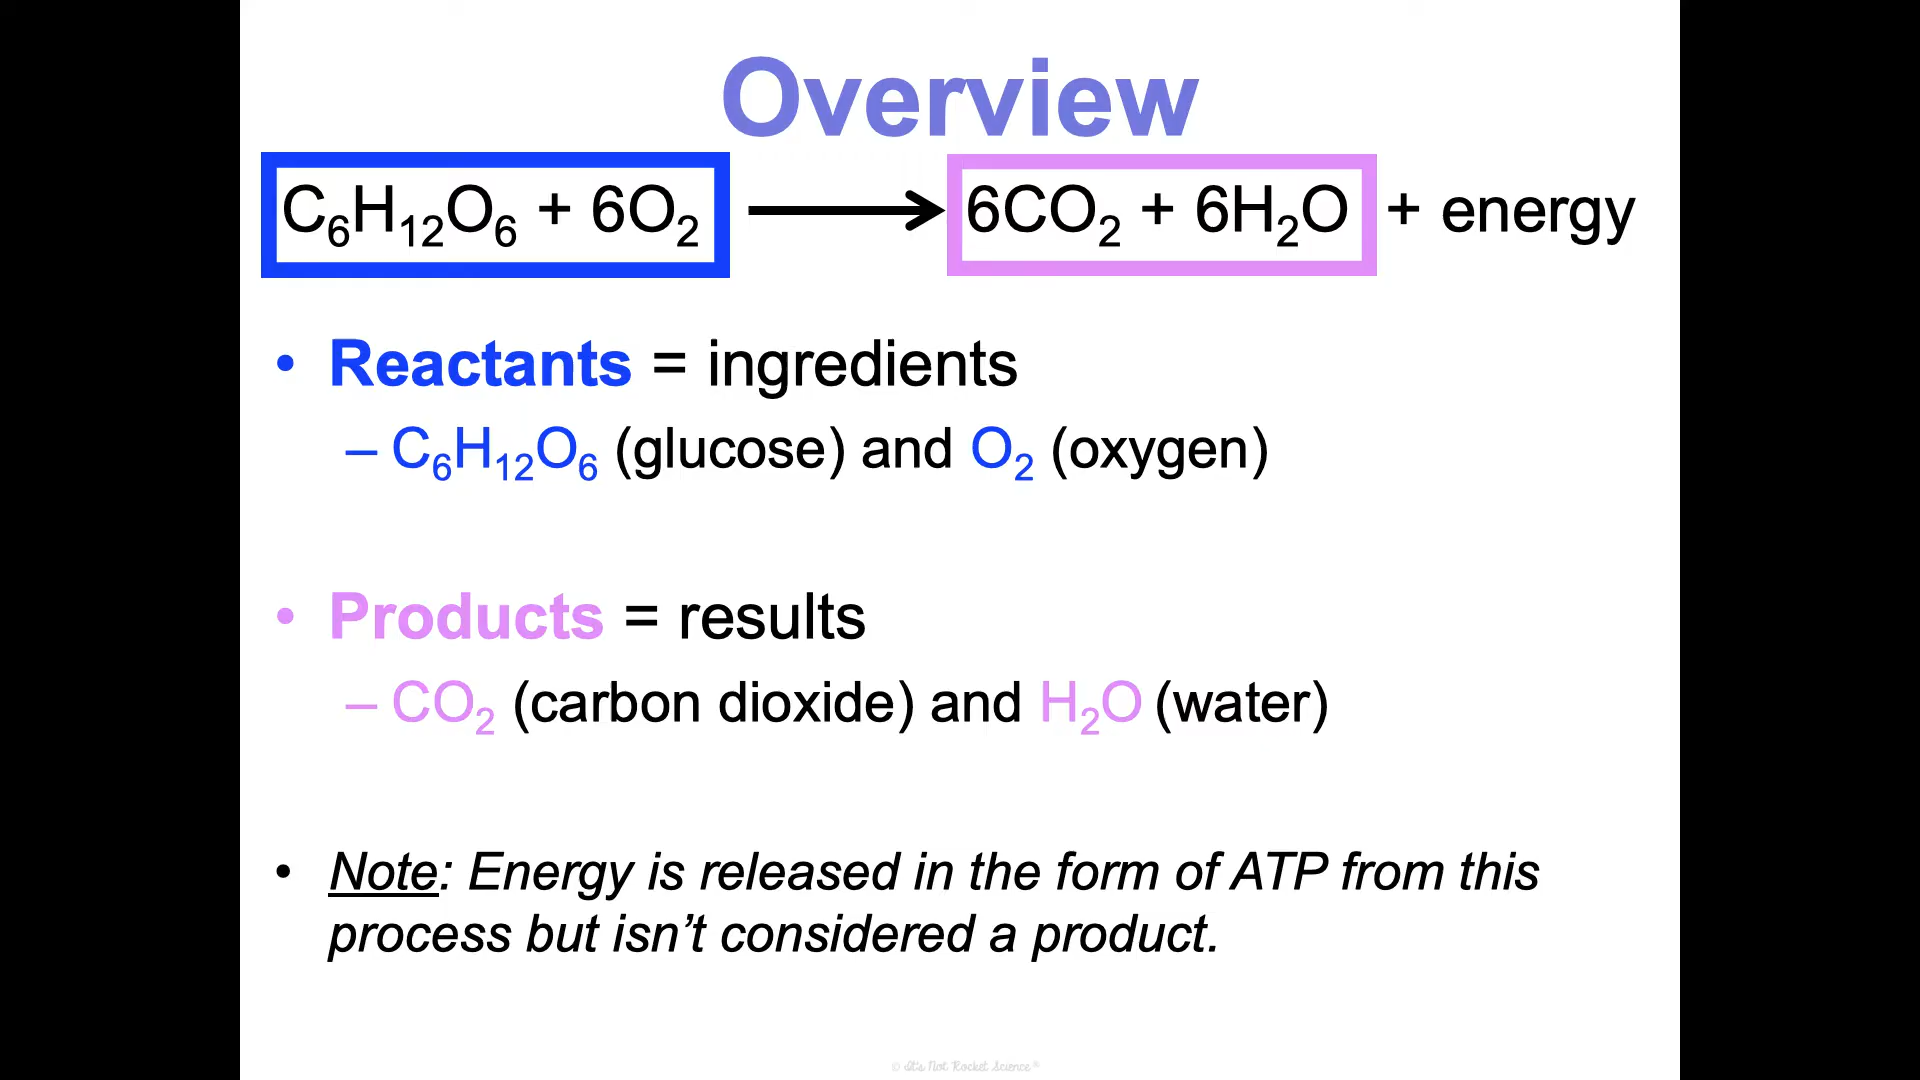 Overview
C₆H₁₂O₆ + 6O₂ → 6CO₂ + 6H₂O + energy
• Reactants = ingredients
– C₆H₁₂O₆ (glucose) and O₂ (oxygen)
• Products = results
– CO₂ (carbon dioxide) and H₂O (water)
• Note: Energy is released in the form of ATP from this
process but isn’t considered a product.
© It's Not Rocket Science®